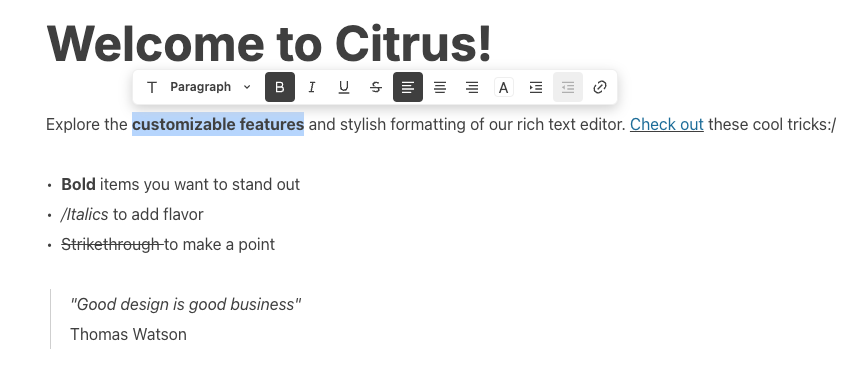 Welcome to Citrus!
T Paragraph B I U S A
Explore the customizable features and stylish formatting of our rich text editor. Check out these cool tricks:/
• Bold items you want to stand out
• /Italics to add flavor
• Strikethrough to make a point
"Good design is good business"
Thomas Watson